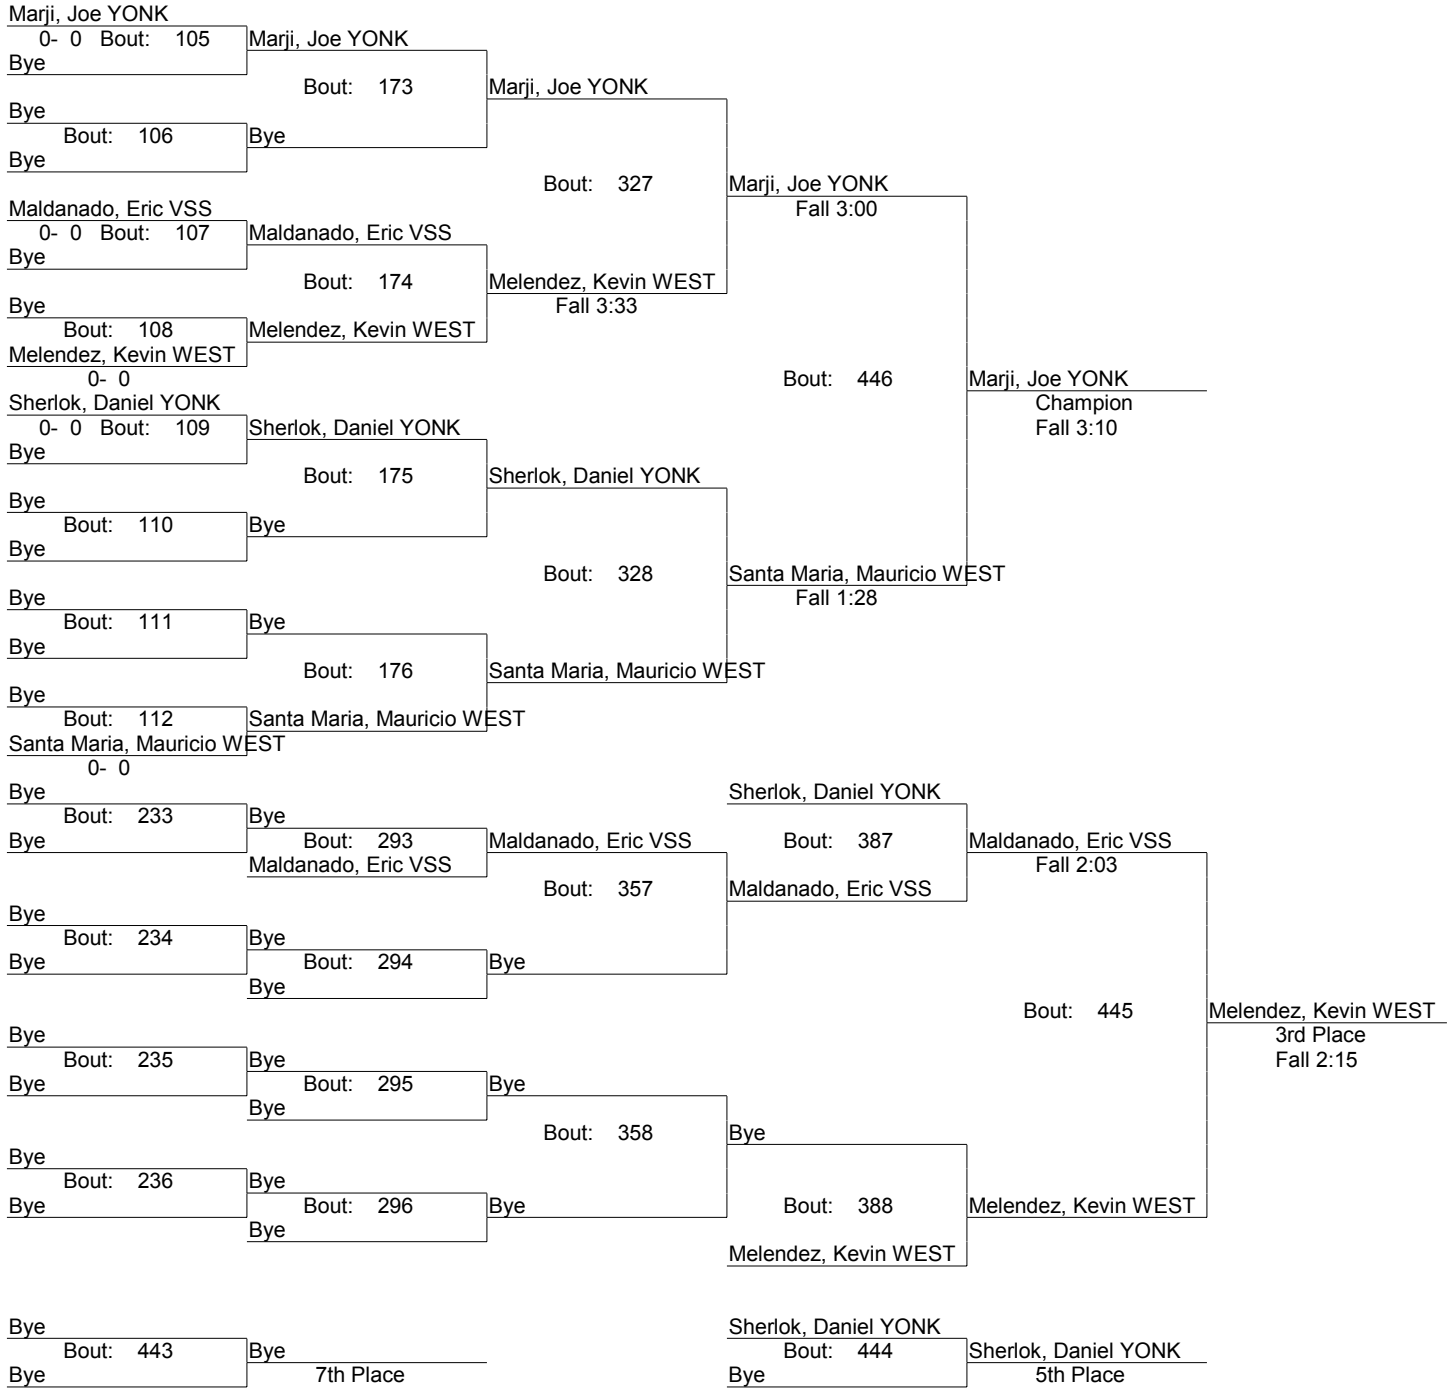 Marji, Joe YONK
0- 0 Bout: 105 Marji, Joe YONK
Bye
Bout: 173 Marji, Joe YONK
Bye
Bout: 106 Bye
Bye
Bout: 327 Marji, Joe YONK
Maldanado, Eric VSS Fall 3:00
0- 0 Bout: 107 Maldanado, Eric VSS
Bye
Bout: 174 Melendez, Kevin WEST
Bye Fall 3:33
Bout: 108 Melendez, Kevin WEST
Melendez, Kevin WEST
0- 0 Bout: 446 Marji, Joe YONK
Sherlok, Daniel YONK Champion
0- 0 Bout: 109 Sherlok, Daniel YONK Fall 3:10
Bye
Bout: 175 Sherlok, Daniel YONK
Bye
Bout: 110 Bye
Bye
Bout: 328 Santa Maria, Mauricio WEST
Bye Fall 1:28
Bout: 111 Bye
Bye
Bout: 176 Santa Maria, Mauricio WEST
Bye
Bout: 112 Santa Maria, Mauricio WEST
Santa Maria, Mauricio WEST
0- 0
Bye Sherlok, Daniel YONK
Bout: 233 Bye
Bye Bout: 293 Maldanado, Eric VSS Bout: 387 Maldanado, Eric VSS
Maldanado, Eric VSS Fall 2:03
Bout: 357 Maldanado, Eric VSS
Bye
Bout: 234 Bye
Bye Bout: 294 Bye
Bye
Bout: 445 Melendez, Kevin WEST
Bye 3rd Place
Bout: 235 Bye Fall 2:15
Bye Bout: 295 Bye
Bye
Bout: 358 Bye
Bye
Bout: 236 Bye
Bye Bout: 296 Bye Bout: 388 Melendez, Kevin WEST
Bye
Melendez, Kevin WEST
Bye Sherlok, Daniel YONK
Bout: 443 Bye Bout: 444 Sherlok, Daniel YONK
Bye 7th Place Bye 5th Place